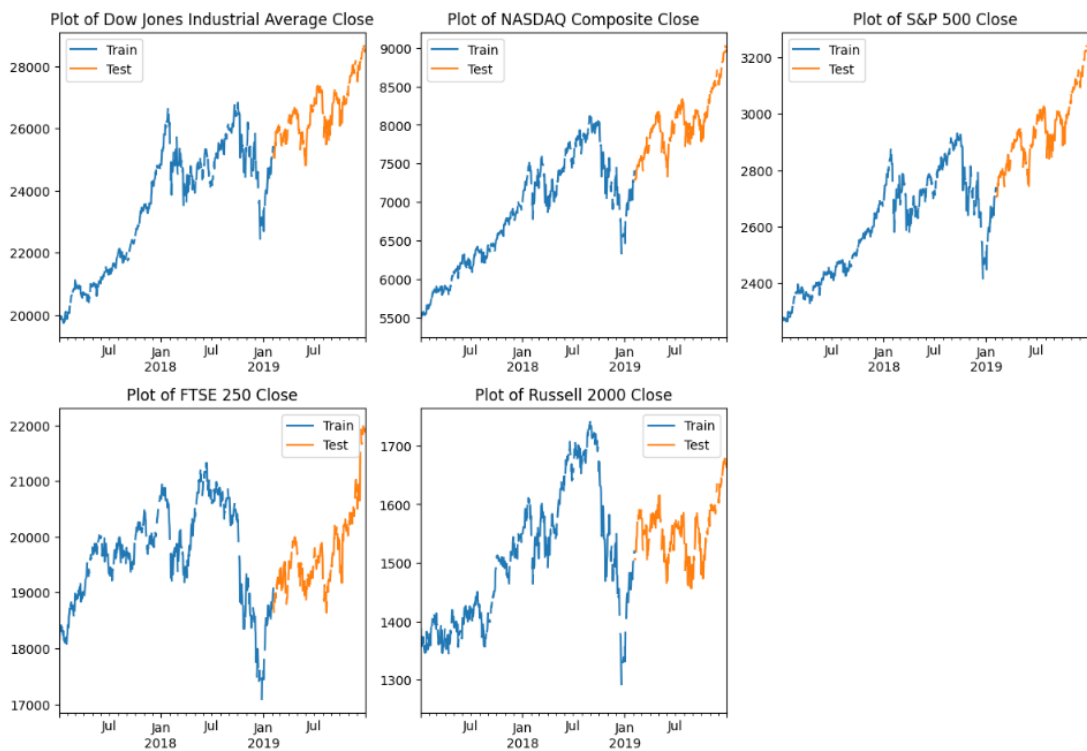 Plot of Dow Jones Industrial Average Close
Train
Test
28000
26000
24000
22000
20000
Jul
Jan
2018
Jul
Jan
2019
Jul
Plot of NASDAQ Composite Close
Train
Test
9000
8500
8000
7500
7000
6500
6000
5500
Jul
Jan
2018
Jul
Jan
2019
Jul
Plot of S&P 500 Close
Train
Test
3200
3000
2800
2600
2400
Jul
Jan
2018
Jul
Jan
2019
Jul
Plot of FTSE 250 Close
Train
Test
22000
21000
20000
19000
18000
17000
Jul
Jan
2018
Jul
Jan
2019
Jul
Plot of Russell 2000 Close
Train
Test
1700
1600
1500
1400
1300
Jul
Jan
2018
Jul
Jan
2019
Jul